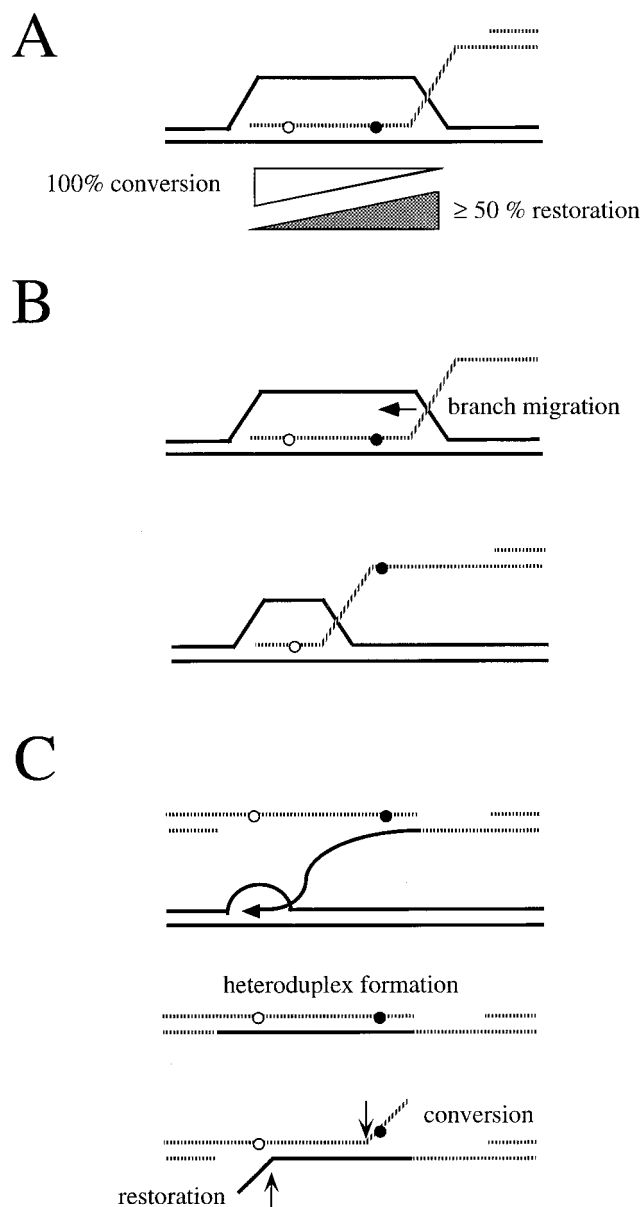 A
100% conversion
≥ 50 % restoration
B
branch migration
C
heteroduplex formation
conversion
restoration